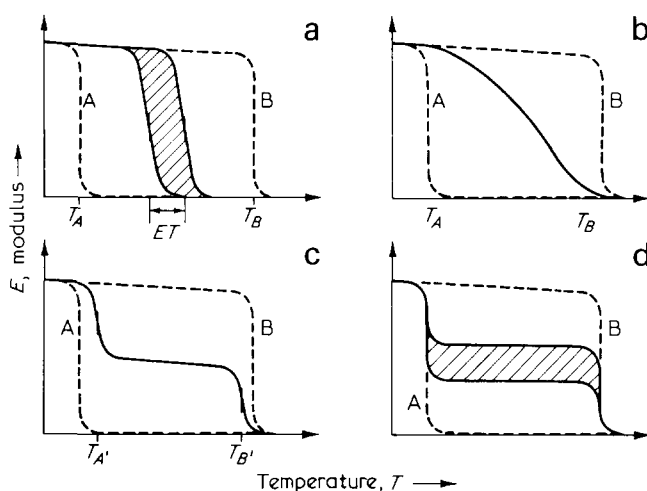 a
b
A
B
A
B
T_A
ET
T_B
T_A
T_B
E, modulus →
c
d
A
B
B
A
T_A'
T_B'
Temperature, T →